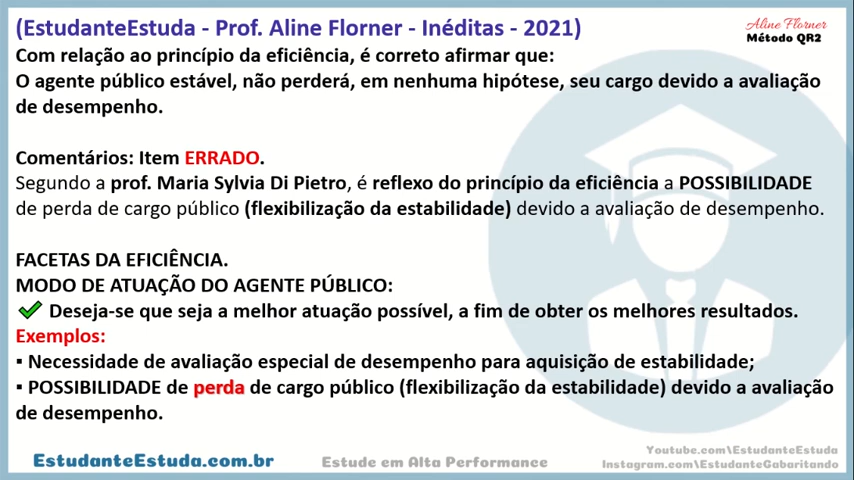 (EstudanteEstuda - Prof. Aline Florner - Inéditas - 2021)
Aline Florner
Método QR2
Com relação ao princípio da eficiência, é correto afirmar que:
O agente público estável, não perderá, em nenhuma hipótese, seu cargo devido a avaliação
de desempenho.
Comentários: Item ERRADO.
Segundo a prof. Maria Sylvia Di Pietro, é reflexo do princípio da eficiência a POSSIBILIDADE
de perda de cargo público (flexibilização da estabilidade) devido a avaliação de desempenho.
FACETAS DA EFICIÊNCIA.
MODO DE ATUAÇÃO DO AGENTE PÚBLICO:
✔ Deseja-se que seja a melhor atuação possível, a fim de obter os melhores resultados.
Exemplos:
▪ Necessidade de avaliação especial de desempenho para aquisição de estabilidade;
▪ POSSIBILIDADE de perda de cargo público (flexibilização da estabilidade) devido a avaliação
de desempenho.
EstudanteEstuda.com.br
Estude em Alta Performance
Youtube.com\EstudanteEstuda
Instagram.com\EstudanteGabaritando